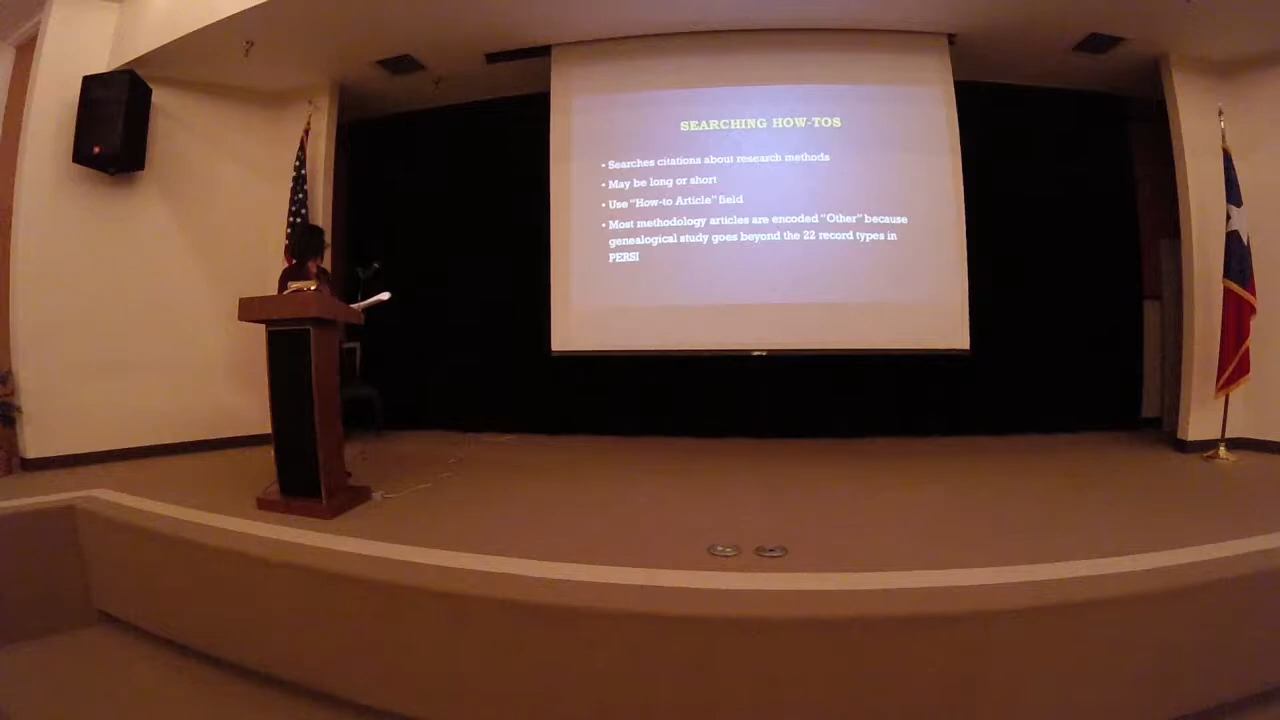 SEARCHING HOW-TOS
• Searches citations about research methods
• May be long or short
• Use "How-to Article" field
• Most methodology articles are encoded "Other" because
genealogical study goes beyond the 22 record types in
PERSI